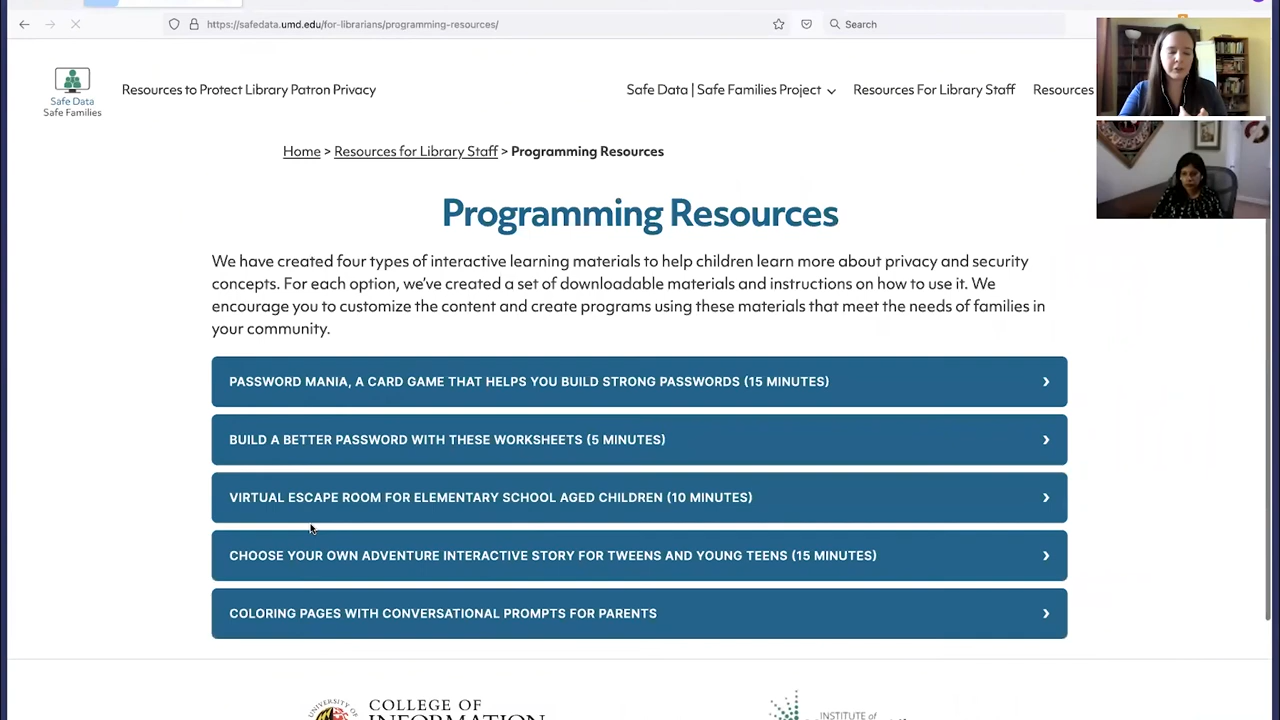 https://safedata.umd.edu/for-librarians/programming-resources/
Search
Safe Data
Safe Families
Resources to Protect Library Patron Privacy
Safe Data | Safe Families Project
Resources For Library Staff
Resources
Home > Resources for Library Staff > Programming Resources
Programming Resources
We have created four types of interactive learning materials to help children learn more about privacy and security
concepts. For each option, we've created a set of downloadable materials and instructions on how to use it. We
encourage you to customize the content and create programs using these materials that meet the needs of families in
your community.
PASSWORD MANIA, A CARD GAME THAT HELPS YOU BUILD STRONG PASSWORDS (15 MINUTES)
BUILD A BETTER PASSWORD WITH THESE WORKSHEETS (5 MINUTES)
VIRTUAL ESCAPE ROOM FOR ELEMENTARY SCHOOL AGED CHILDREN (10 MINUTES)
CHOOSE YOUR OWN ADVENTURE INTERACTIVE STORY FOR TWEENS AND YOUNG TEENS (15 MINUTES)
COLORING PAGES WITH CONVERSATIONAL PROMPTS FOR PARENTS
COLLEGE OF
INFORMATION
INSTITUTE of